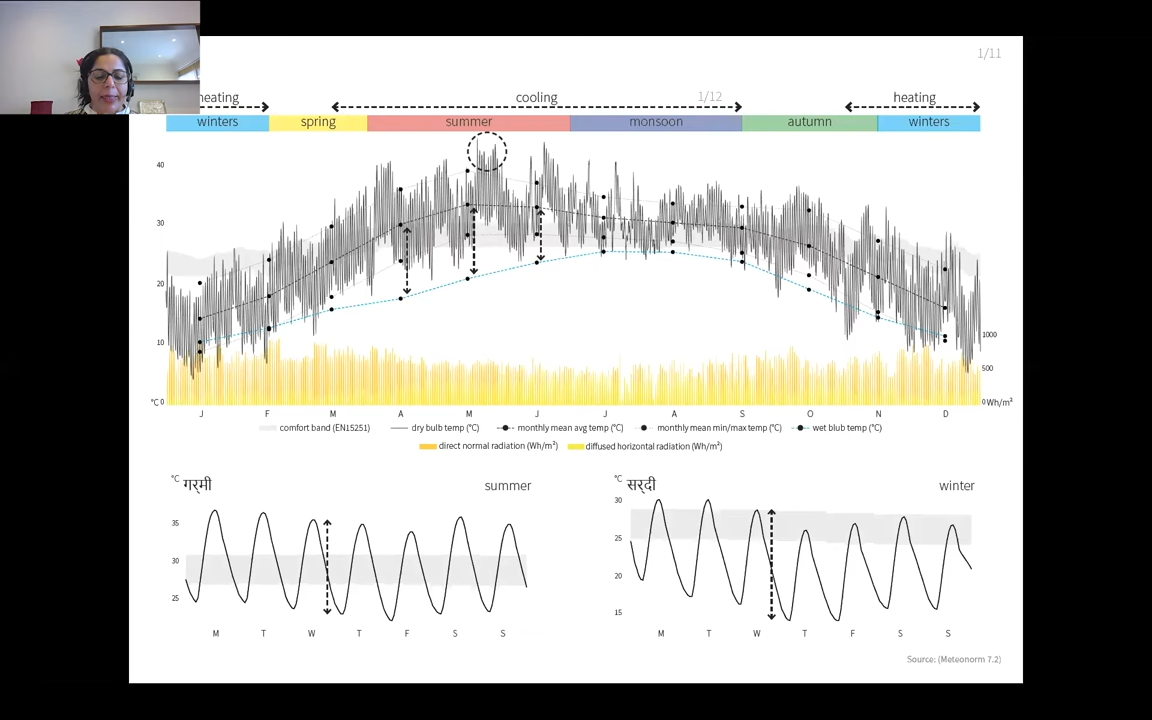 1/11
heating cooling 1/12 heating
winters spring summer monsoon autumn winters
40
30
20
10
°C 0
1000
500
0 Wh/m²
J F M A M J J A S O N D
comfort band (EN15251) dry bulb temp (°C) monthly mean avg temp (°C) monthly mean min/max temp (°C) wet blub temp (°C)
direct normal radiation (Wh/m²) diffused horizontal radiation (Wh/m²)
°C गर्मी summer
35
30
25
M T W T F S S
°C सर्दी winter
30
25
20
15
M T W T F S S
Source: (Meteonorm 7.2)